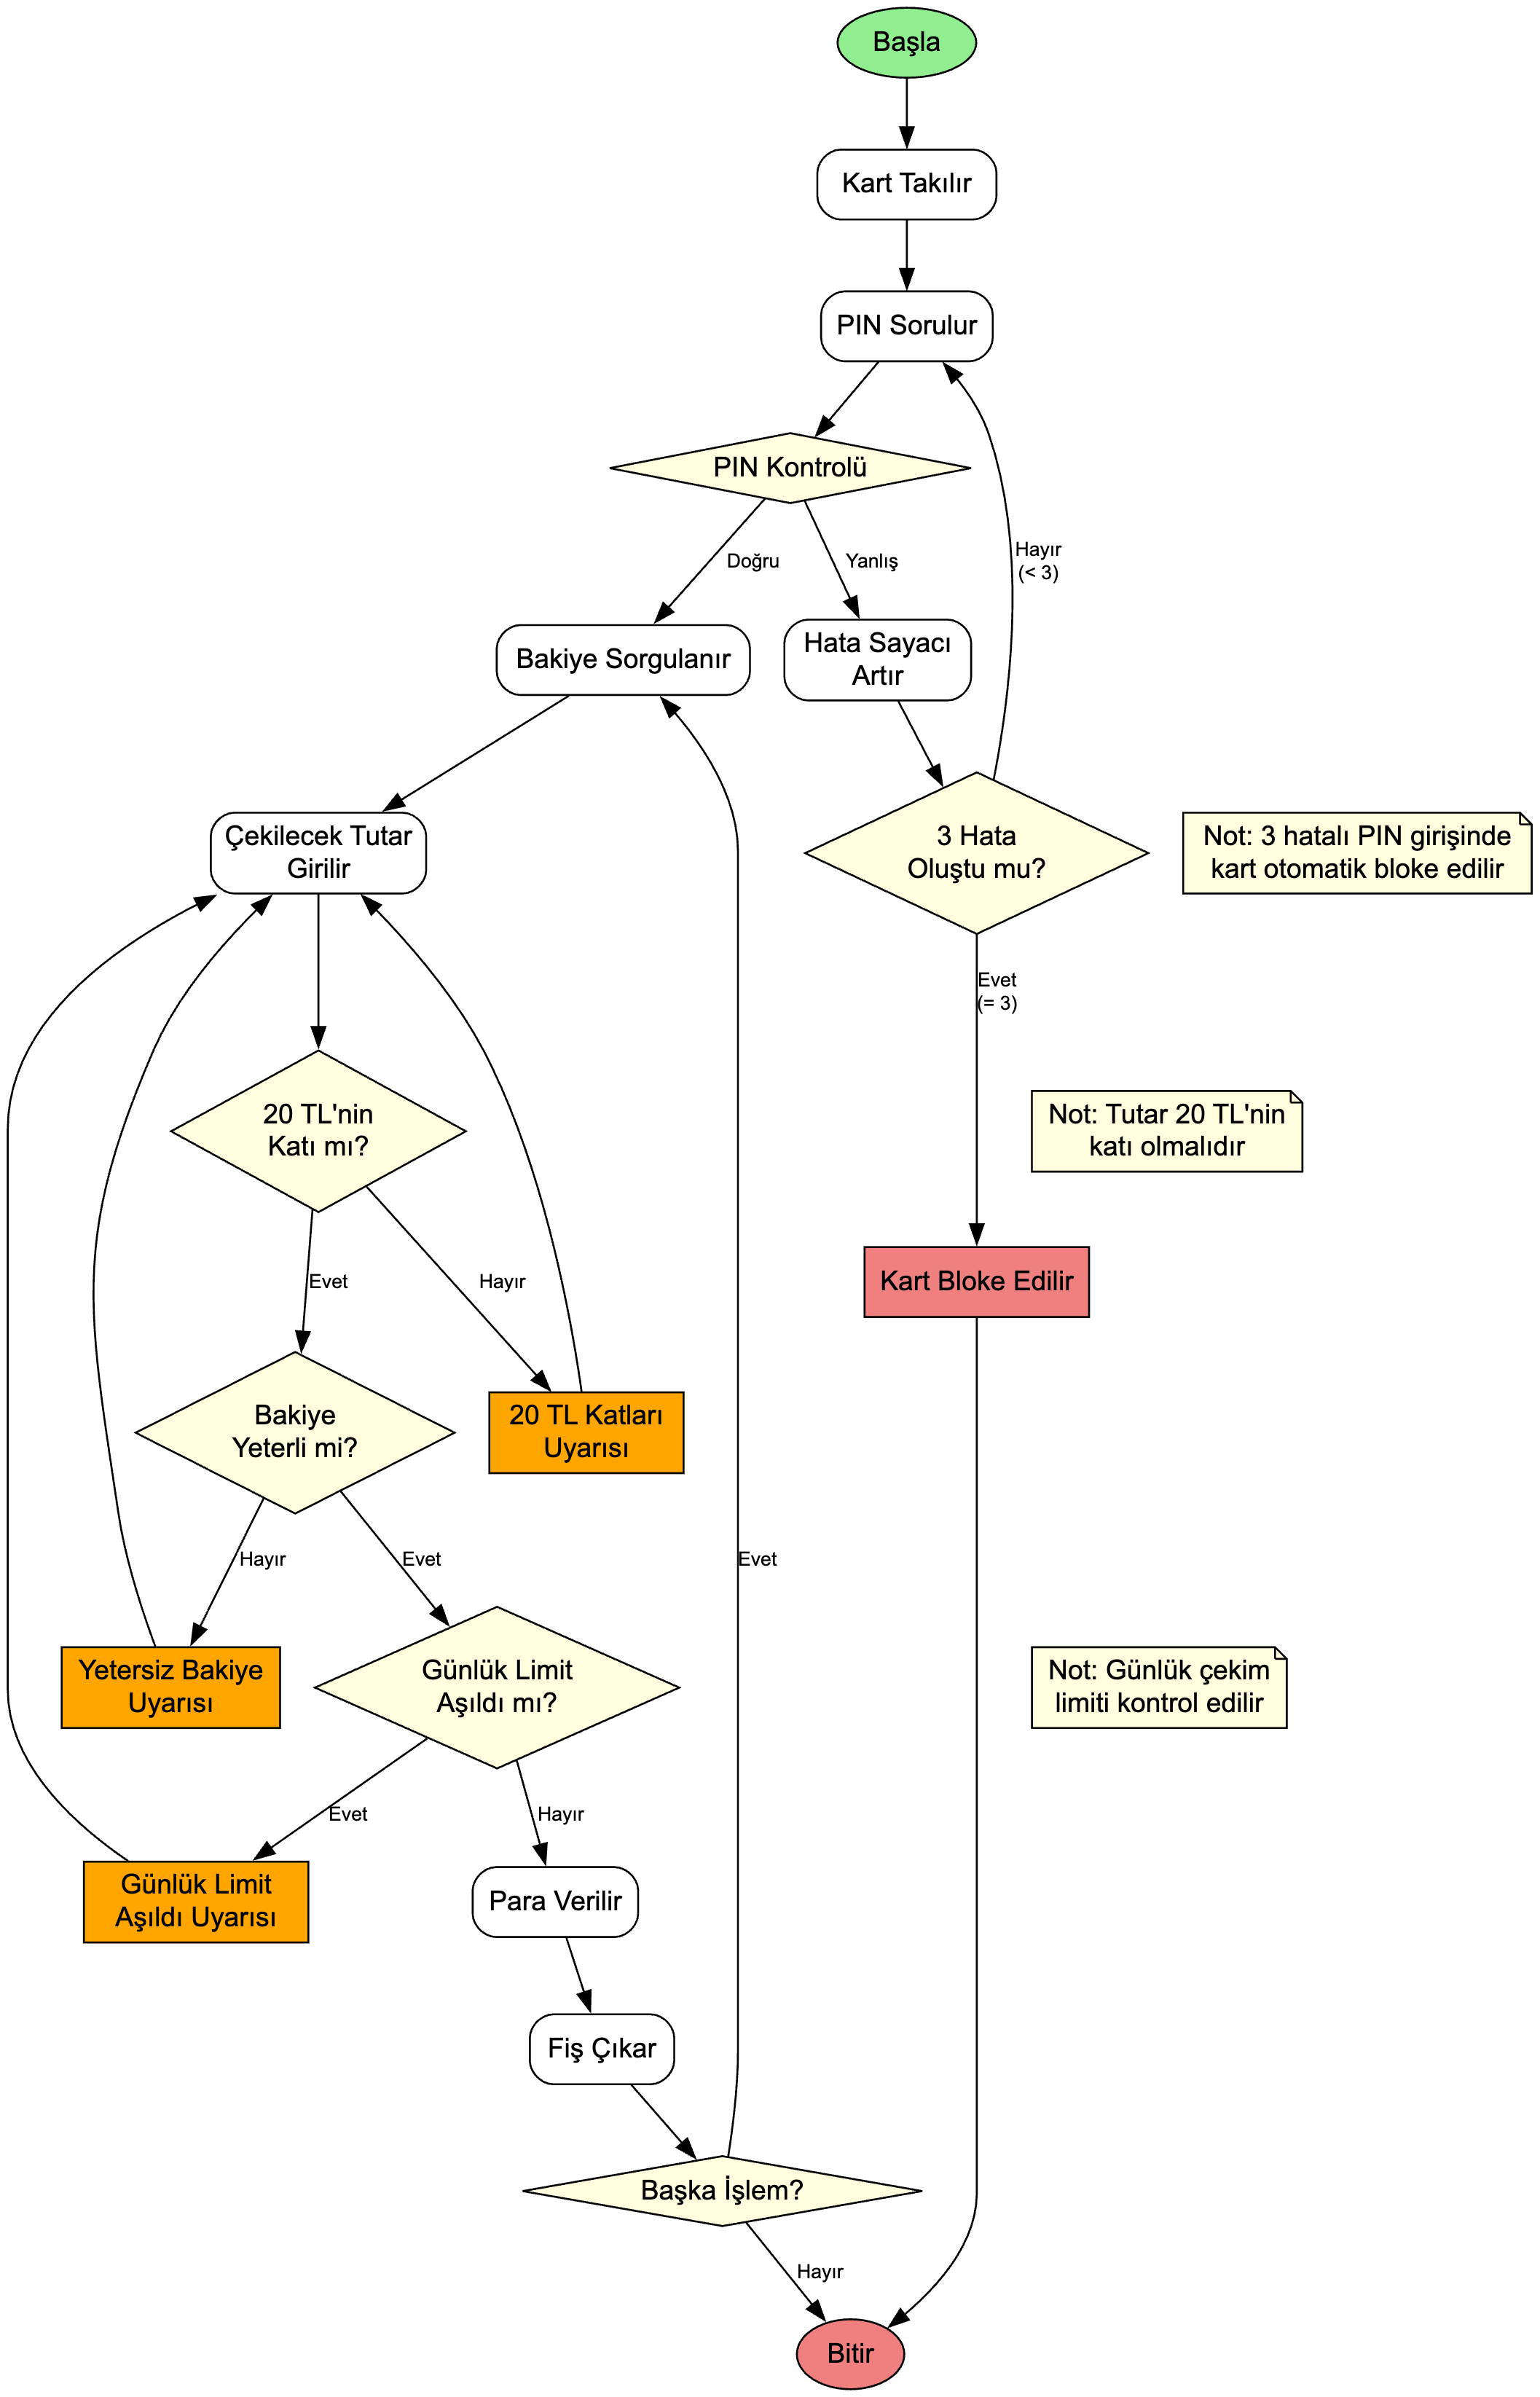 Başla
Kart Takılır
PIN Sorulur
PIN Kontrolü
Doğru
Yanlış
Hayır
(< 3)
Bakiye Sorgulanır
Hata Sayacı
Artır
Çekilecek Tutar
Girilir
3 Hata
Oluştu mu?
Not: 3 hatalı PIN girişinde
kart otomatik bloke edilir
Evet
(= 3)
20 TL'nin
Katı mı?
Not: Tutar 20 TL'nin
katı olmalıdır
Evet
Hayır
Kart Bloke Edilir
Bakiye
Yeterli mi?
20 TL Katları
Uyarısı
Hayır
Evet
Evet
Yetersiz Bakiye
Uyarısı
Günlük Limit
Aşıldı mı?
Not: Günlük çekim
limiti kontrol edilir
Evet
Hayır
Günlük Limit
Aşıldı Uyarısı
Para Verilir
Fiş Çıkar
Başka İşlem?
Hayır
Bitir